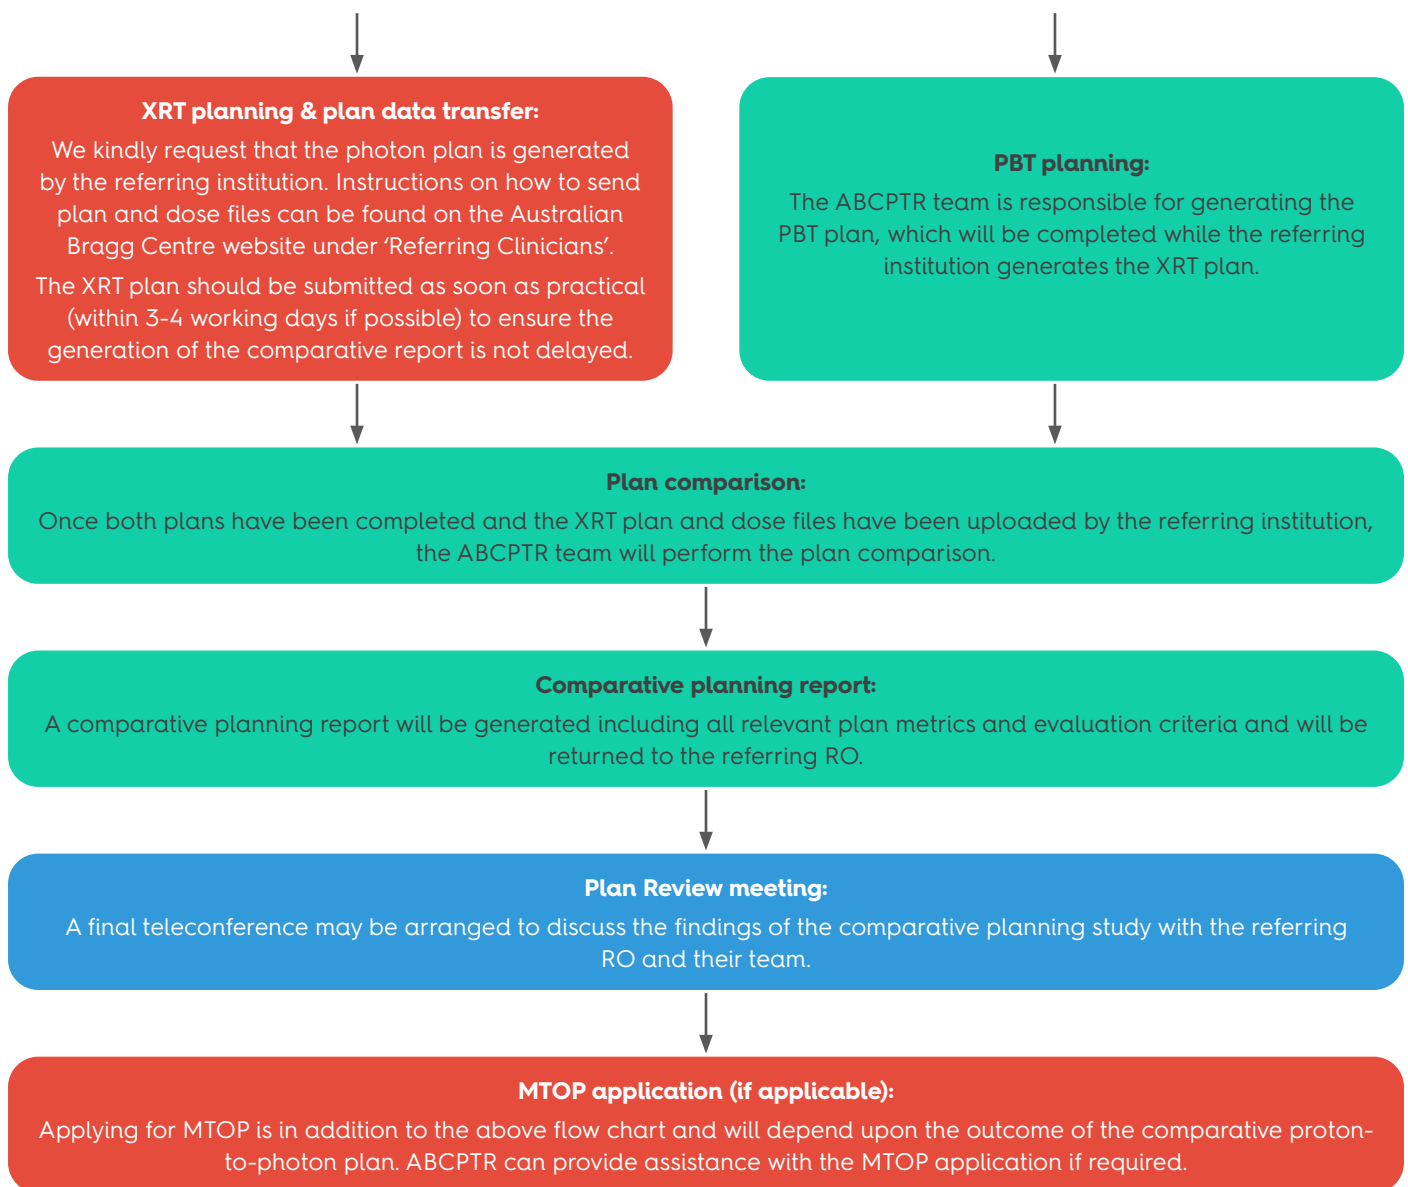 XRT planning & plan data transfer:
We kindly request that the photon plan is generated
by the referring institution. Instructions on how to send
plan and dose files can be found on the Australian
Bragg Centre website under ‘Referring Clinicians’.
The XRT plan should be submitted as soon as practical
(within 3-4 working days if possible) to ensure the
generation of the comparative report is not delayed.
PBT planning:
The ABCPTR team is responsible for generating the
PBT plan, which will be completed while the referring
institution generates the XRT plan.
Plan comparison:
Once both plans have been completed and the XRT plan and dose files have been uploaded by the referring institution,
the ABCPTR team will perform the plan comparison.
Comparative planning report:
A comparative planning report will be generated including all relevant plan metrics and evaluation criteria and will be
returned to the referring RO.
Plan Review meeting:
A final teleconference may be arranged to discuss the findings of the comparative planning study with the referring
RO and their team.
MTOP application (if applicable):
Applying for MTOP is in addition to the above flow chart and will depend upon the outcome of the comparative proton-
to-photon plan. ABCPTR can provide assistance with the MTOP application if required.